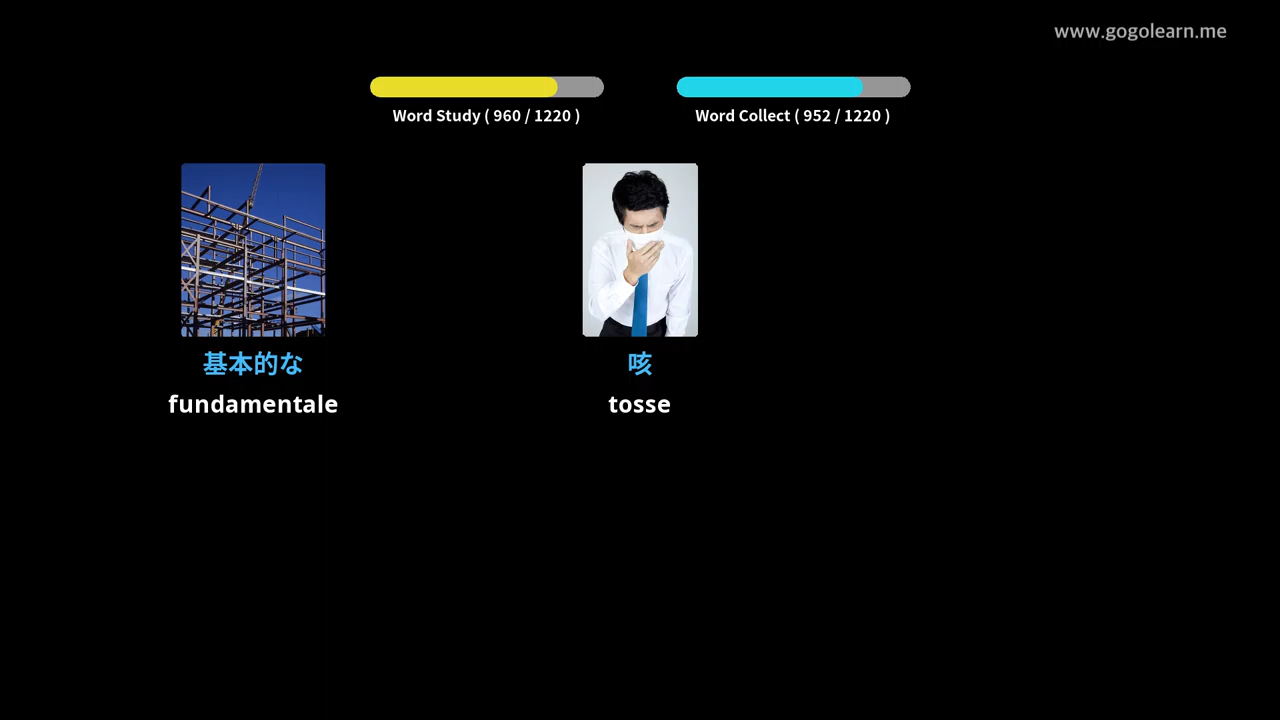 www.gogolearn.me
Word Study ( 960 / 1220 )
Word Collect ( 952 / 1220 )
基本的な
fundamentale
咳
tosse